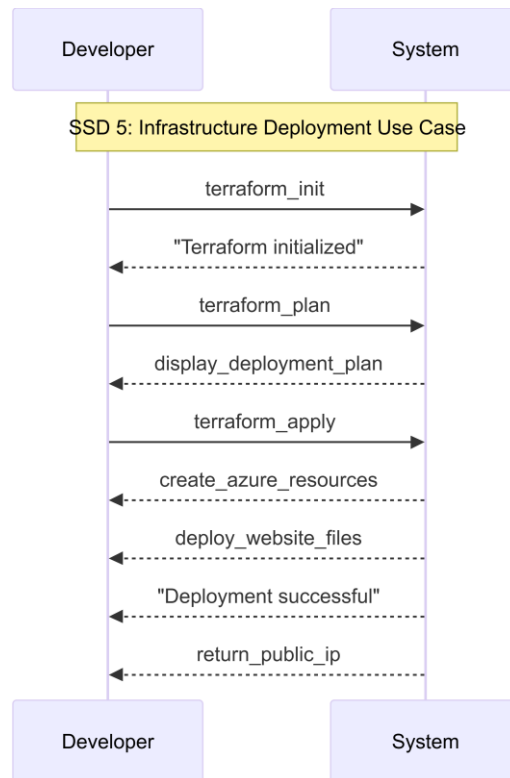 Developer System
SSD 5: Infrastructure Deployment Use Case
terraform_init
"Terraform initialized"
terraform_plan
display_deployment_plan
terraform_apply
create_azure_resources
deploy_website_files
"Deployment successful"
return_public_ip
Developer System